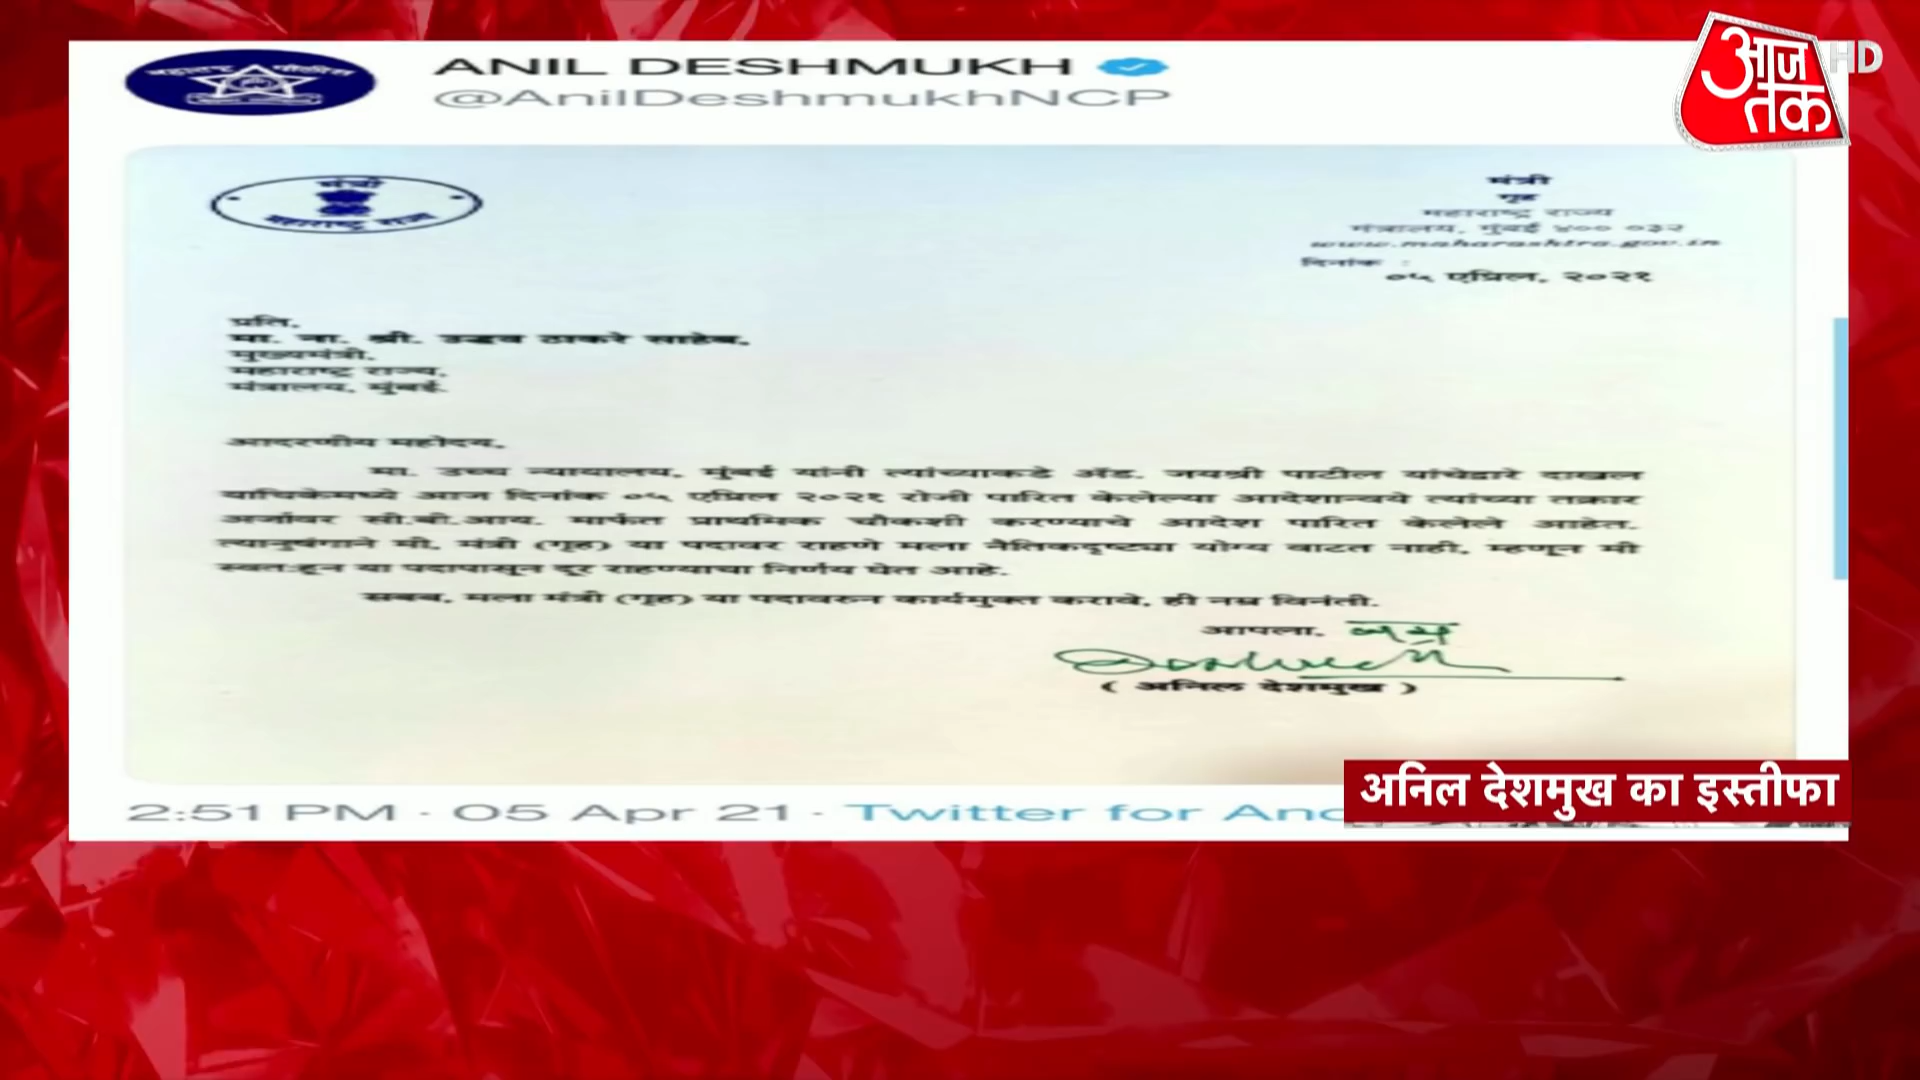 ANIL DESHMUKH
@AnilDeshmukhNCP
आज तक HD
मंत्री
महाराष्ट्र राज्य
मंत्री
गृह
महाराष्ट्र राज्य
मंत्रालय, मुंबई ४०० ०३२
www.maharashtra.gov.in
दिनांक :
०५ एप्रिल, २०२१
प्रति,
मा. ना. श्री. उद्धव ठाकरे साहेब,
मुख्यमंत्री,
महाराष्ट्र राज्य,
मंत्रालय, मुंबई.
आदरणीय महोदय,
मा. उच्च न्यायालय, मुंबई यांनी त्यांच्याकडे ॲड. जयश्री पाटील यांचेद्वारे दाखल
याचिकेमध्ये आज दिनांक ०५ एप्रिल २०२१ रोजी पारित केलेल्या आदेशान्वये त्यांच्या तक्रार
अर्जावर सी.बी.आय. मार्फत प्राथमिक चौकशी करण्याचे आदेश पारित केलेले आहेत.
त्यानुषंगाने मी, मंत्री (गृह) या पदावर राहणे मला नैतिकदृष्ट्या योग्य वाटत नाही, म्हणून मी
स्वत:हून या पदापासून दूर राहण्याचा निर्णय घेत आहे.
सबब, मला मंत्री (गृह) या पदावरुन कार्यमुक्त करावे, ही नम्र विनंती.
आपला,
( अनिल देशमुख )
2:51 PM · 05 Apr 21 · Twitter for
अनिल देशमुख का इस्तीफा